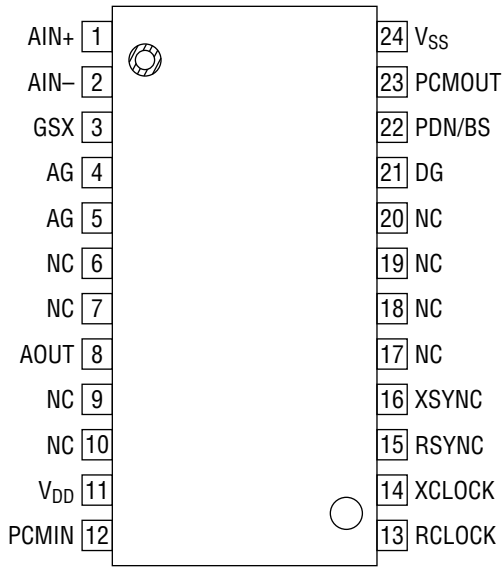 AIN+ 1 24 VSS
AIN– 2 23 PCMOUT
GSX 3 22 PDN/BS
AG 4 21 DG
AG 5 20 NC
NC 6 19 NC
NC 7 18 NC
AOUT 8 17 NC
NC 9 16 XSYNC
NC 10 15 RSYNC
VDD 11 14 XCLOCK
PCMIN 12 13 RCLOCK